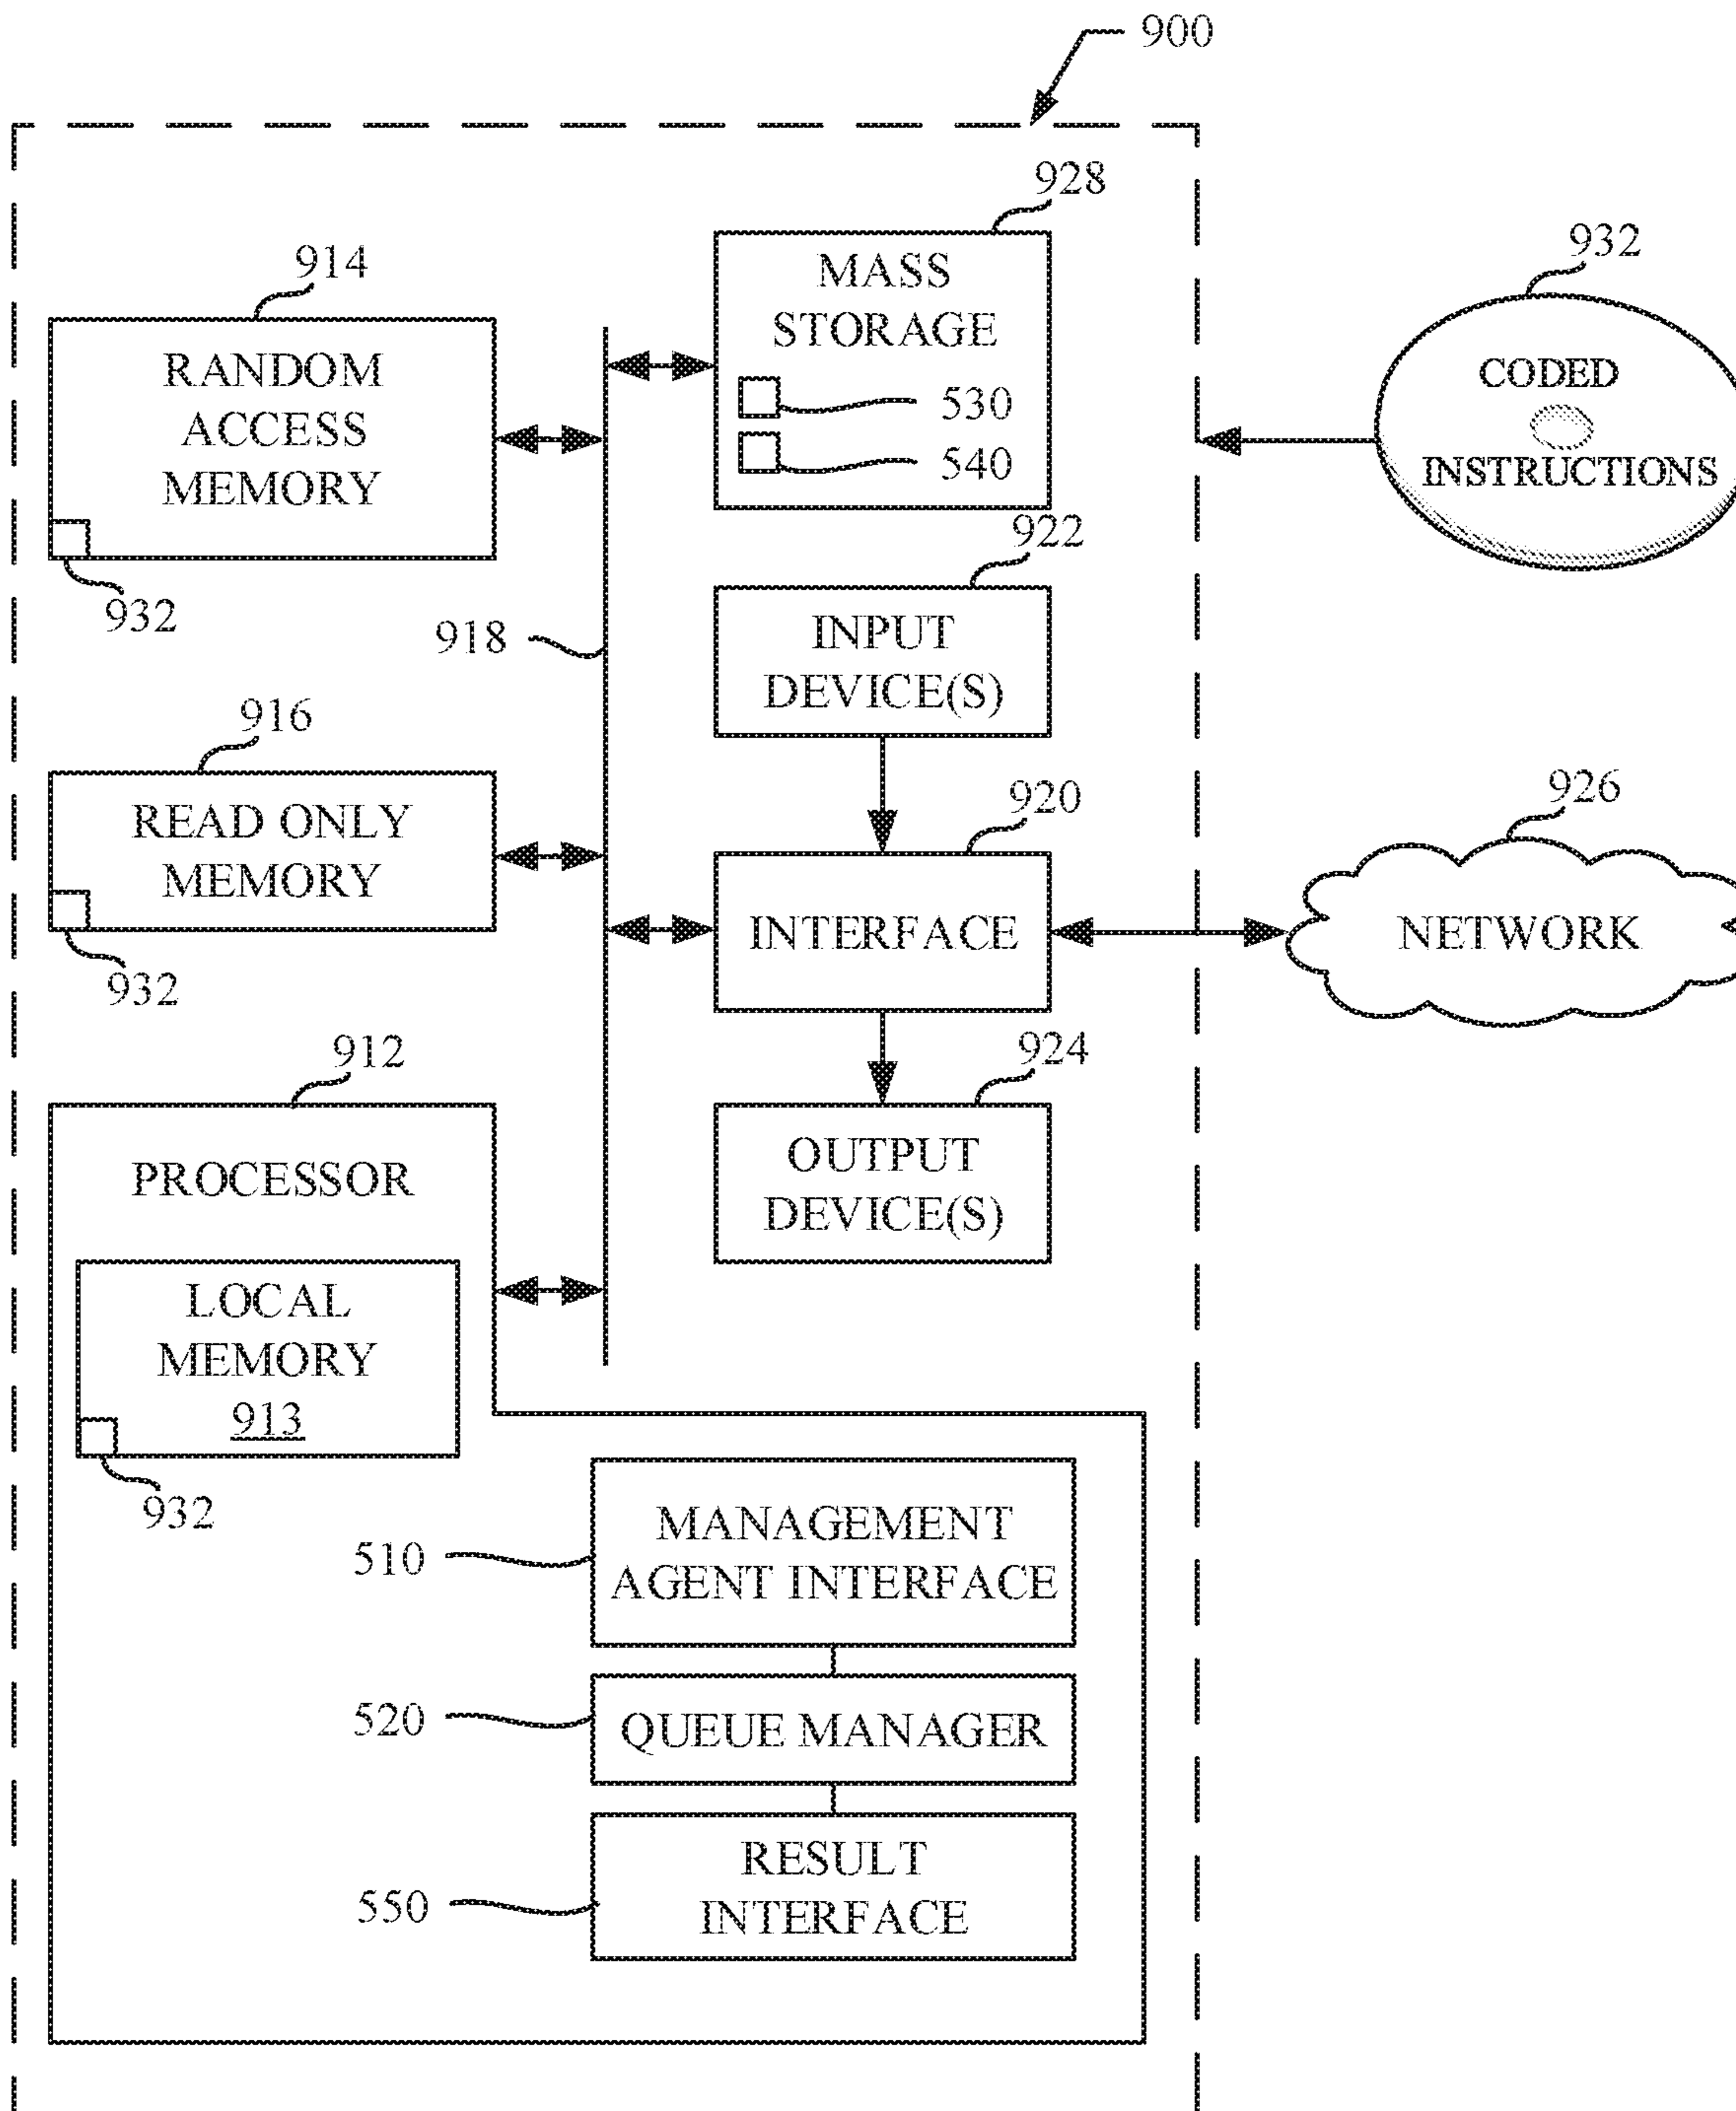 900
928
MASS
STORAGE
530
540
914
RANDOM
ACCESS
MEMORY
932
932
CODED
INSTRUCTIONS
922
INPUT
DEVICE(S)
918
916
READ ONLY
MEMORY
932
920
INTERFACE
926
NETWORK
924
OUTPUT
DEVICE(S)
912
PROCESSOR
LOCAL
MEMORY
913
932
510
MANAGEMENT
AGENT INTERFACE
520
QUEUE MANAGER
550
RESULT
INTERFACE